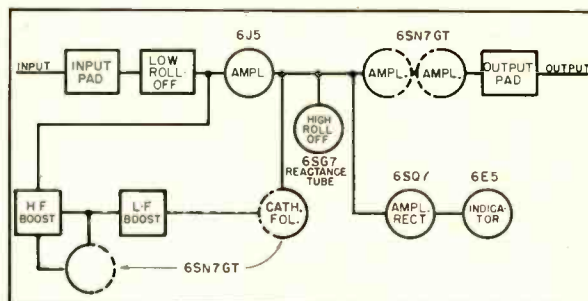 6J5
6SN7GT
INPUT
INPUT PAD
LOW ROLL-OFF
AMPL
AMPL.
AMPL.
OUTPUT PAD
OUTPUT
HIGH ROLL OFF
6SG7
REACTANCE TUBE
6SQ7
6E5
HF BOOST
L-F BOOST
CATH. FOL.
AMPL. RECT
INDICA-TOR
6SN7GT